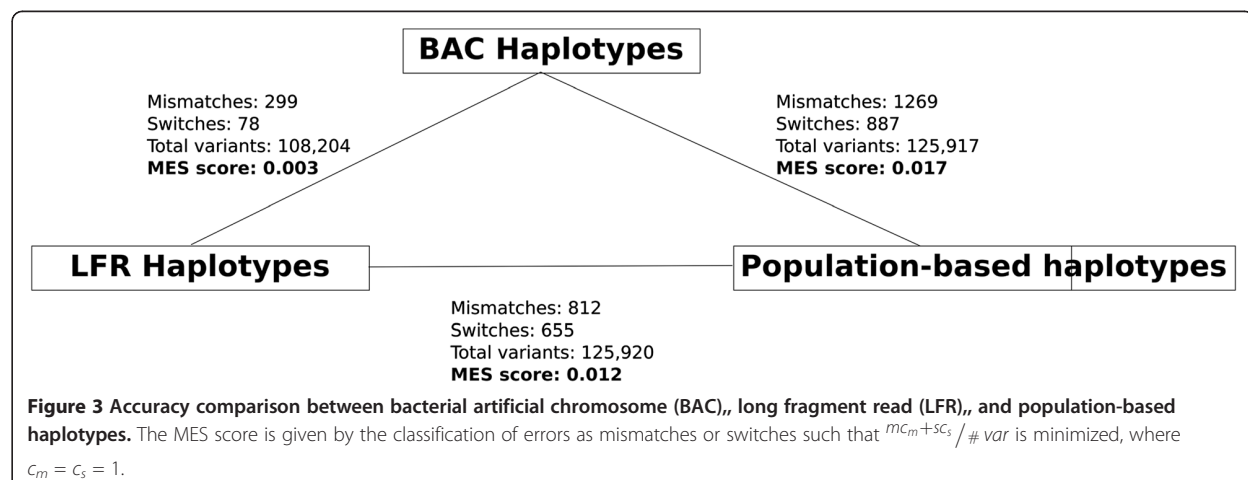 BAC Haplotypes
Mismatches: 299
Switches: 78
Total variants: 108,204
MES score: 0.003
Mismatches: 1269
Switches: 887
Total variants: 125,917
MES score: 0.017
LFR Haplotypes
Population-based haplotypes
Mismatches: 812
Switches: 655
Total variants: 125,920
MES score: 0.012
Figure 3 Accuracy comparison between bacterial artificial chromosome (BAC),, long fragment read (LFR),, and population-based
haplotypes. The MES score is given by the classification of errors as mismatches or switches such that mcₘ+scₛ/# var is minimized, where
cₘ = cₛ = 1.